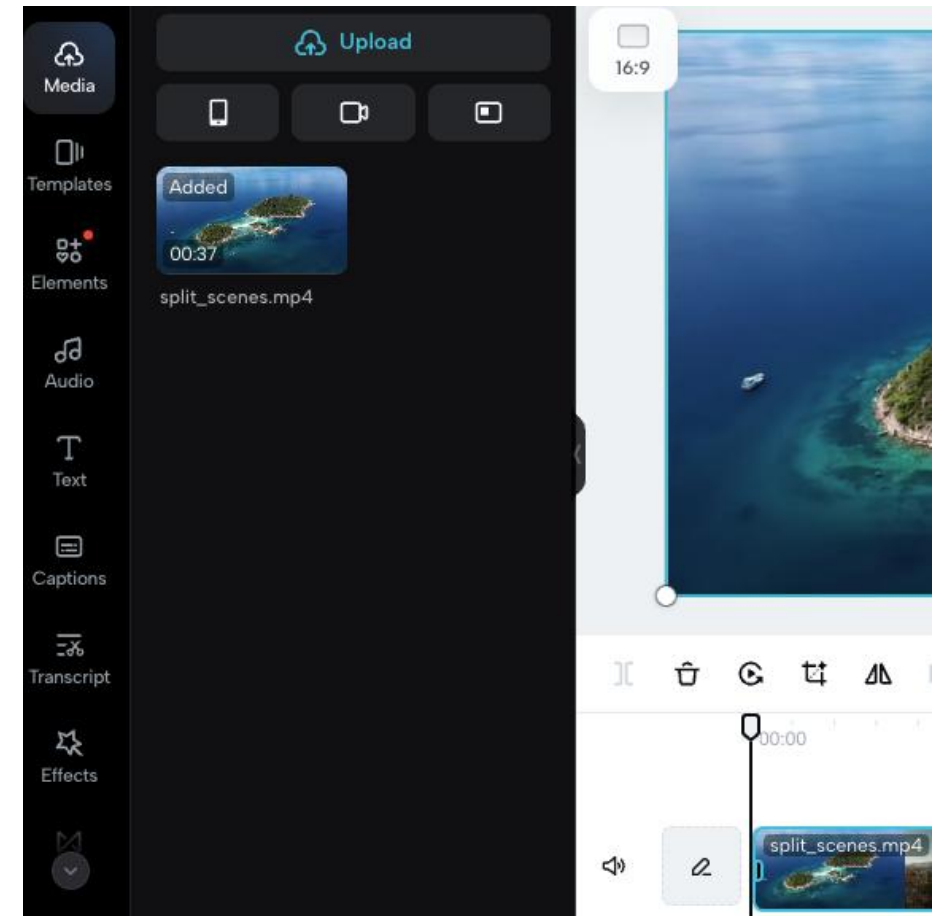 Media
Templates
Elements
Audio
Text
Captions
Transcript
Effects
Upload
Added
00:37
split_scenes.mp4
16:9
00:00
split_scenes.mp4